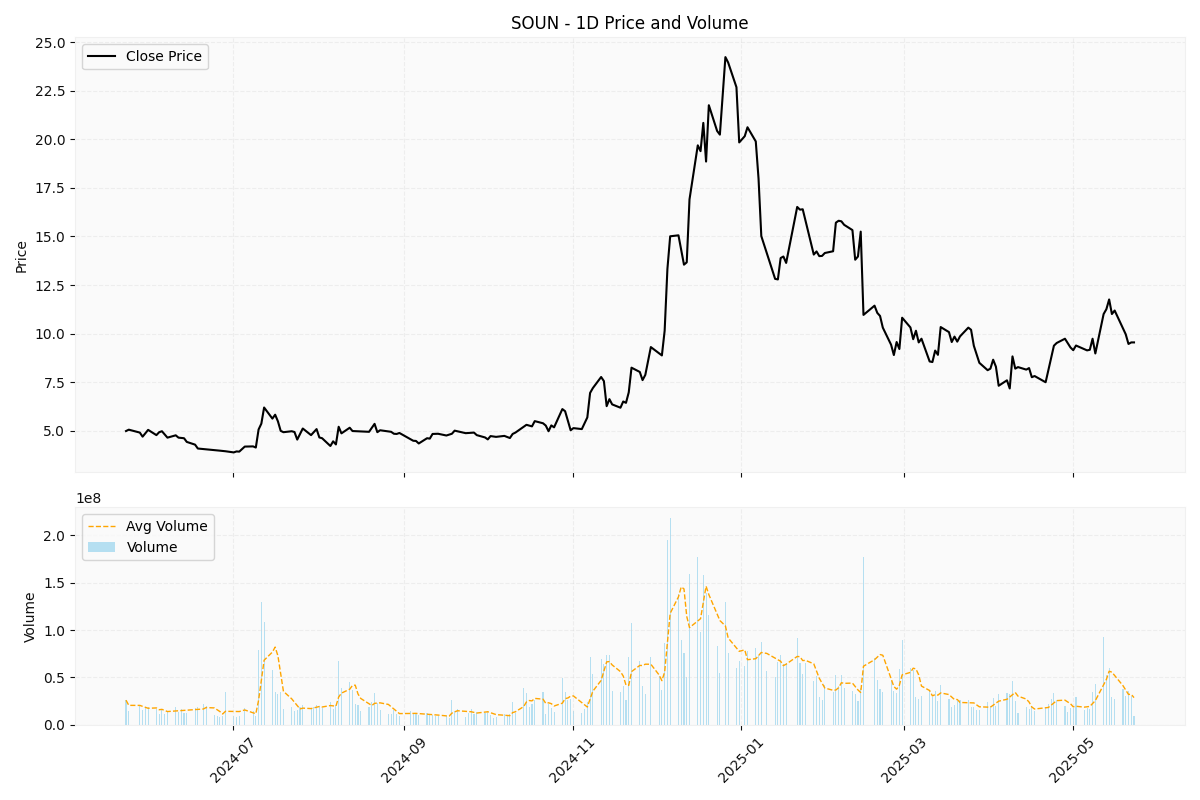 SOUN - 1D Price and Volume
Close Price
Price
25.0
22.5
20.0
17.5
15.0
12.5
10.0
7.5
5.0
1e8
Avg Volume
Volume
Volume
2.0
1.5
1.0
0.5
0.0
2024-07
2024-09
2024-11
2025-01
2025-03
2025-05